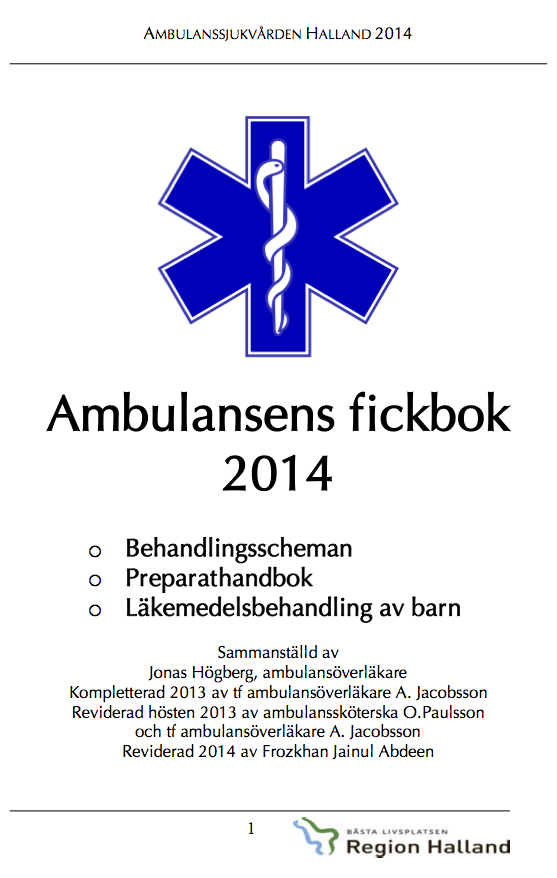 AMBULANSSJUKVÅRDEN HALLAND 2014
Ambulansens fickbok
2014
o Behandlingsscheman
o Preparathandbok
o Läkemedelsbehandling av barn
Sammanställd av
Jonas Högberg, ambulansöverläkare
Kompletterad 2013 av tf ambulansöverläkare A. Jacobsson
Reviderad hösten 2013 av ambulanssköterska O.Paulsson
och tf ambulansöverläkare A. Jacobsson
Reviderad 2014 av Frozkhan Jainul Abdeen
1
BÄSTA LIVSPLATSEN
Region Halland